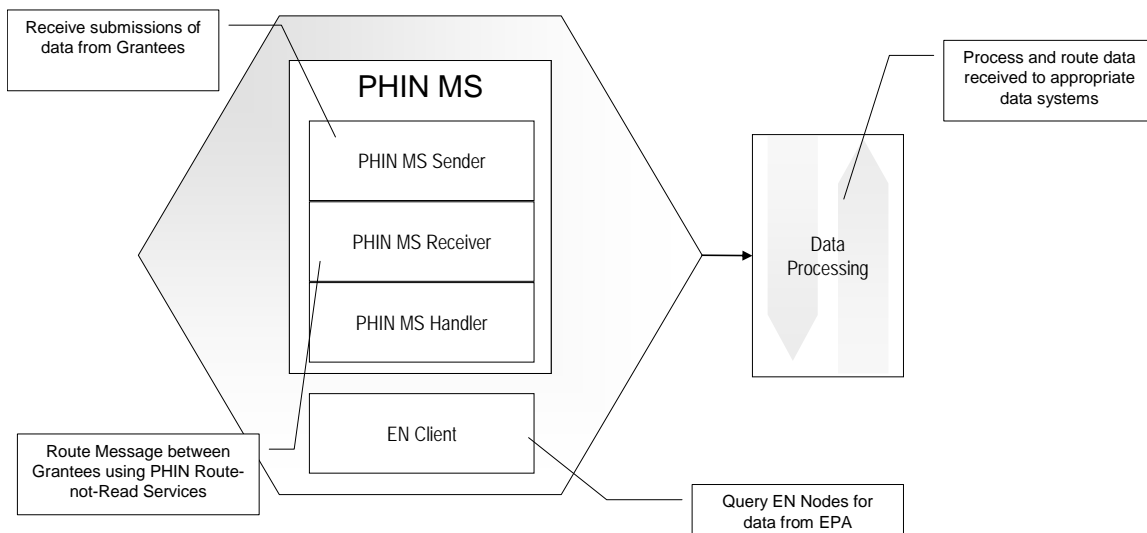 Receive submissions of
data from Grantees
PHIN MS
PHIN MS Sender
PHIN MS Receiver
PHIN MS Handler
EN Client
Route Message between
Grantees using PHIN Route-
not-Read Services
Query EN Nodes for
data from EPA
Data
Processing
Process and route data
received to appropriate
data systems